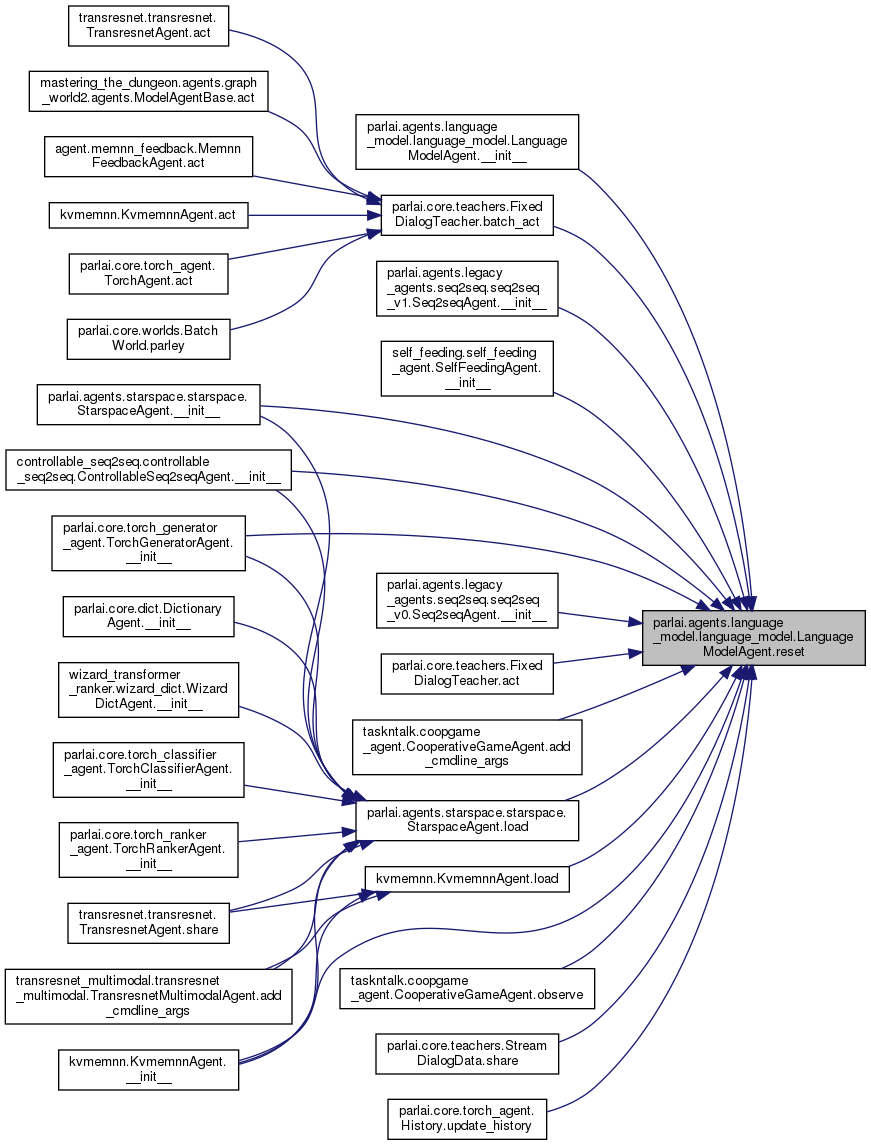 transresnet.transresnet.
TransresnetAgent.act
mastering_the_dungeon.agents.graph
_world2.agents.ModelAgentBase.act
agent.memnn_feedback.Memnn
FeedbackAgent.act
kvmemnn.KvmemnnAgent.act
parlai.core.torch_agent.
TorchAgent.act
parlai.core.worlds.Batch
World.parley
parlai.agents.starspace.starspace.
StarspaceAgent.__init__
controllable_seq2seq.controllable
_seq2seq.ControllableSeq2seqAgent.__init__
parlai.core.torch_generator
_agent.TorchGeneratorAgent.
__init__
parlai.core.dict.Dictionary
Agent.__init__
wizard_transformer
_ranker.wizard_dict.Wizard
DictAgent.__init__
parlai.core.torch_classifier
_agent.TorchClassifierAgent.
__init__
parlai.core.torch_ranker
_agent.TorchRankerAgent.
__init__
transresnet.transresnet.
TransresnetAgent.share
transresnet_multimodal.transresnet
_multimodal.TransresnetMultimodalAgent.add
_cmdline_args
kvmemnn.KvmemnnAgent.
__init__
parlai.agents.language
_model.language_model.Language
ModelAgent.__init__
parlai.core.teachers.Fixed
DialogTeacher.batch_act
parlai.agents.legacy
_agents.seq2seq.seq2seq
_v1.Seq2seqAgent.__init__
self_feeding.self_feeding
_agent.SelfFeedingAgent.
__init__
parlai.agents.legacy
_agents.seq2seq.seq2seq
_v0.Seq2seqAgent.__init__
parlai.core.teachers.Fixed
DialogTeacher.act
taskntalk.coopgame
_agent.CooperativeGameAgent.add
_cmdline_args
parlai.agents.starspace.starspace.
StarspaceAgent.load
kvmemnn.KvmemnnAgent.load
taskntalk.coopgame
_agent.CooperativeGameAgent.observe
parlai.core.teachers.Stream
DialogData.share
parlai.core.torch_agent.
History.update_history
parlai.agents.language
_model.language_model.Language
ModelAgent.reset